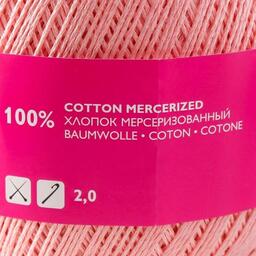 100%
COTTON MERCERIZED
ХЛОПОК МЕРСЕРИЗОВАННЫЙ
BAUMWOLLE • COTON • COTONE
2,0